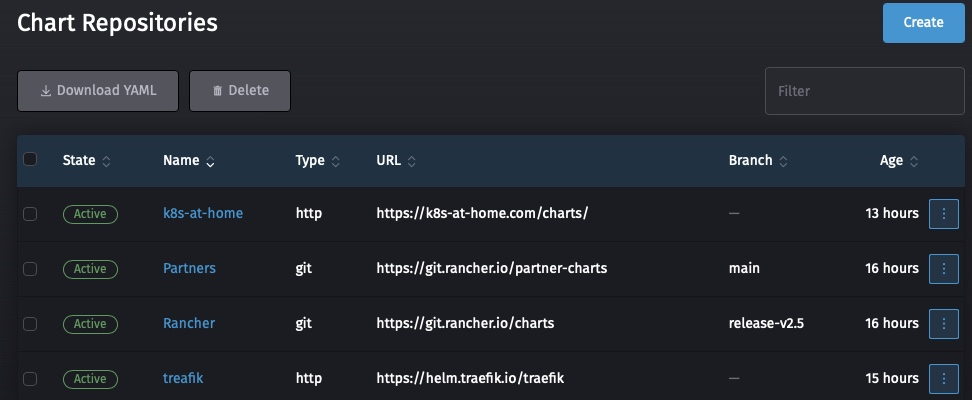 Chart Repositories
Create
Download YAML Delete
Filter
State Name Type URL Branch Age
Active k8s-at-home http https://k8s-at-home.com/charts/ — 13 hours
Active Partners git https://git.rancher.io/partner-charts main 16 hours
Active Rancher git https://git.rancher.io/charts release-v2.5 16 hours
Active treafik http https://helm.traefik.io/traefik — 15 hours